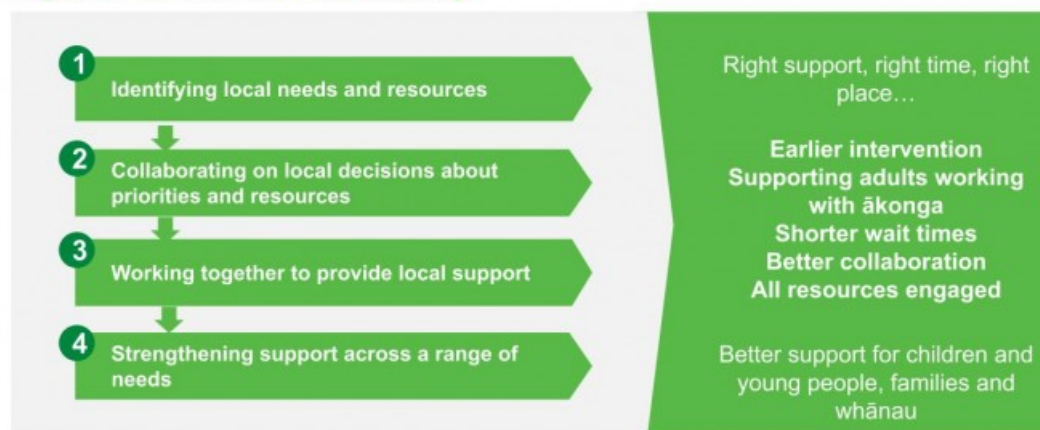 1
Identifying local needs and resources
2
Collaborating on local decisions about
priorities and resources
3
Working together to provide local support
4
Strengthening support across a range of
needs
Right support, right time, right
place…
Earlier intervention
Supporting adults working
with ākonga
Shorter wait times
Better collaboration
All resources engaged
Better support for children and
young people, families and
whānau